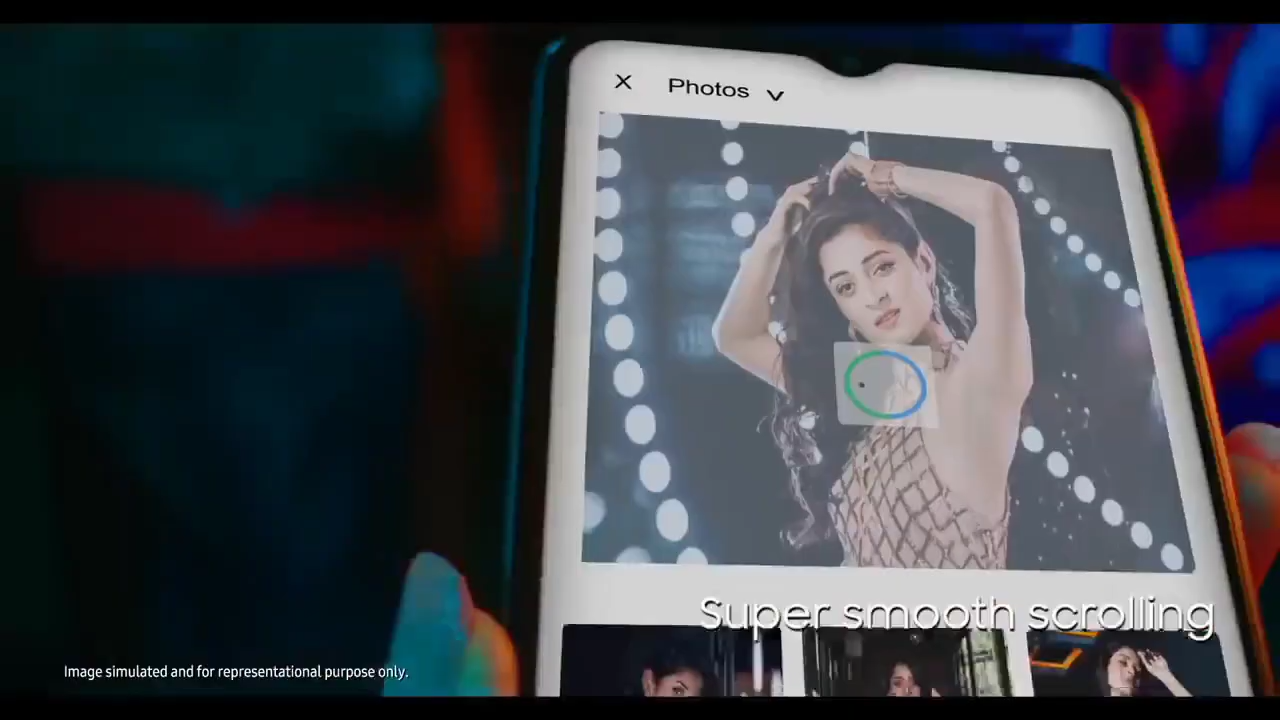 X Photos
Super smooth scrolling
Image simulated and for representational purpose only.